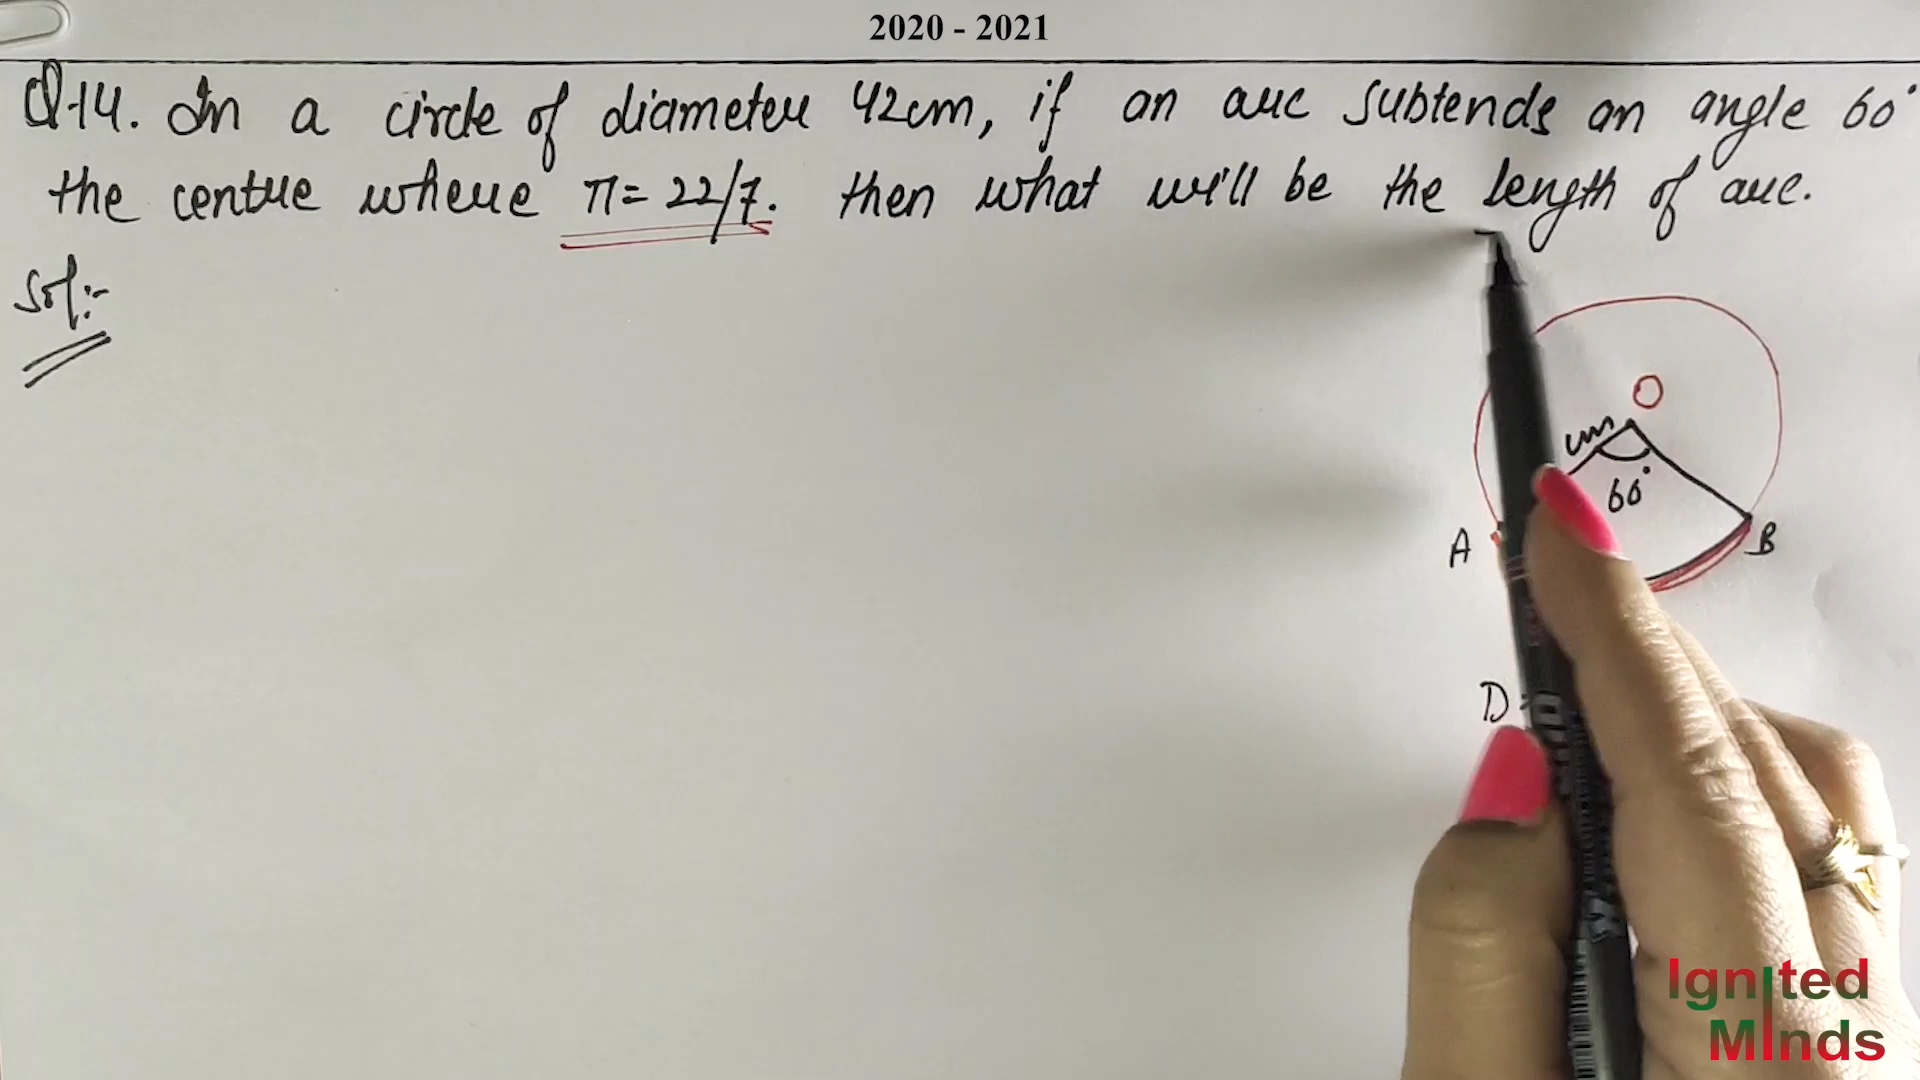 2020 - 2021
Q.14. In a circle of diameter 42cm, if an arc subtends an angle 60°
the centre where π = 22/7. then what will be the length of arc.
Sol:-
O
cm
60°
A
B
D
Ignited
Minds